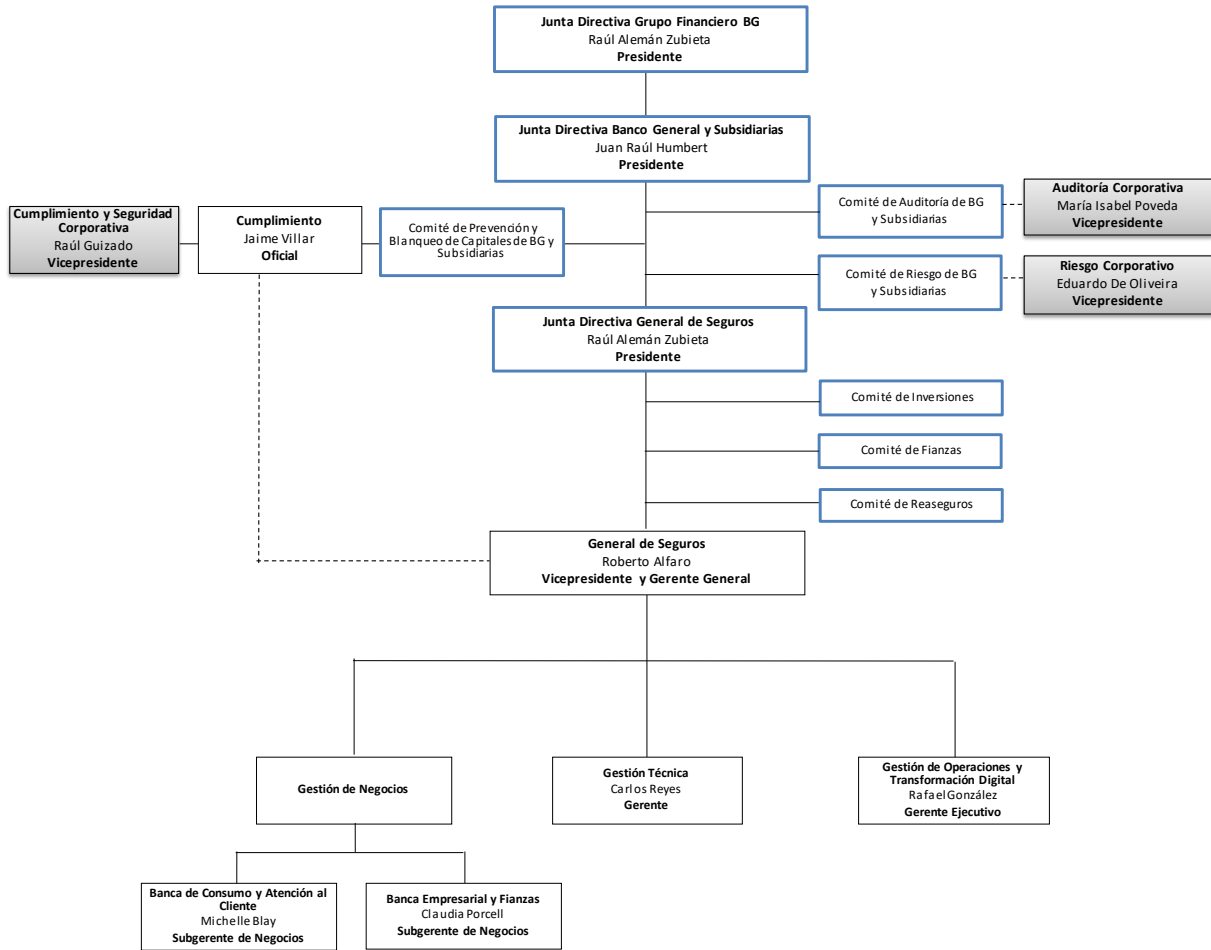 Junta Directiva Grupo Financiero BG
Raúl Alemán Zubieta
Presidente
Junta Directiva Banco General y Subsidiarias
Juan Raúl Humbert
Presidente
Cumplimiento y Seguridad
Corporativa
Raúl Guizado
Vicepresidente
Cumplimiento
Jaime Villar
Oficial
Comité de Prevención y
Blanqueo de Capitales de BG y
Subsidiarias
Comité de Auditoría de BG
y Subsidiarias
Auditoría Corporativa
María Isabel Poveda
Vicepresidente
Comité de Riesgo de BG
y Subsidiarias
Riesgo Corporativo
Eduardo De Oliveira
Vicepresidente
Junta Directiva General de Seguros
Raúl Alemán Zubieta
Presidente
Comité de Inversiones
Comité de Fianzas
Comité de Reaseguros
General de Seguros
Roberto Alfaro
Vicepresidente y Gerente General
Gestión de Negocios
Gestión Técnica
Carlos Reyes
Gerente
Gestión de Operaciones y
Transformación Digital
Rafael González
Gerente Ejecutivo
Banca de Consumo y Atención al
Cliente
Michelle Blay
Subgerente de Negocios
Banca Empresarial y Fianzas
Claudia Porcell
Subgerente de Negocios